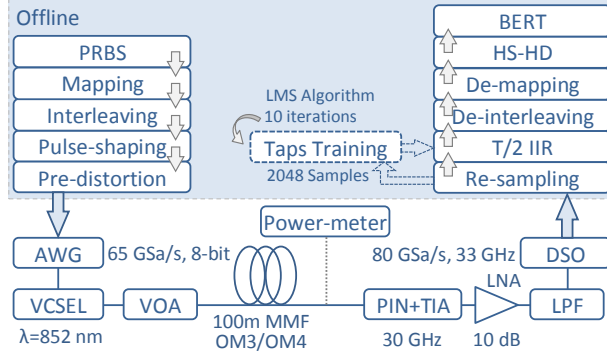 Offline
PRBS
Mapping
Interleaving
Pulse-shaping
Pre-distortion
LMS Algorithm
10 iterations
Taps Training
2048 Samples
BERT
HS-HD
De-mapping
De-interleaving
T/2 IIR
Re-sampling
Power-meter
AWG
65 GSa/s, 8-bit
80 GSa/s, 33 GHz
DSO
VCSEL
VOA
100m MMF
OM3/OM4
PIN+TIA
LNA
LPF
λ=852 nm
30 GHz
10 dB